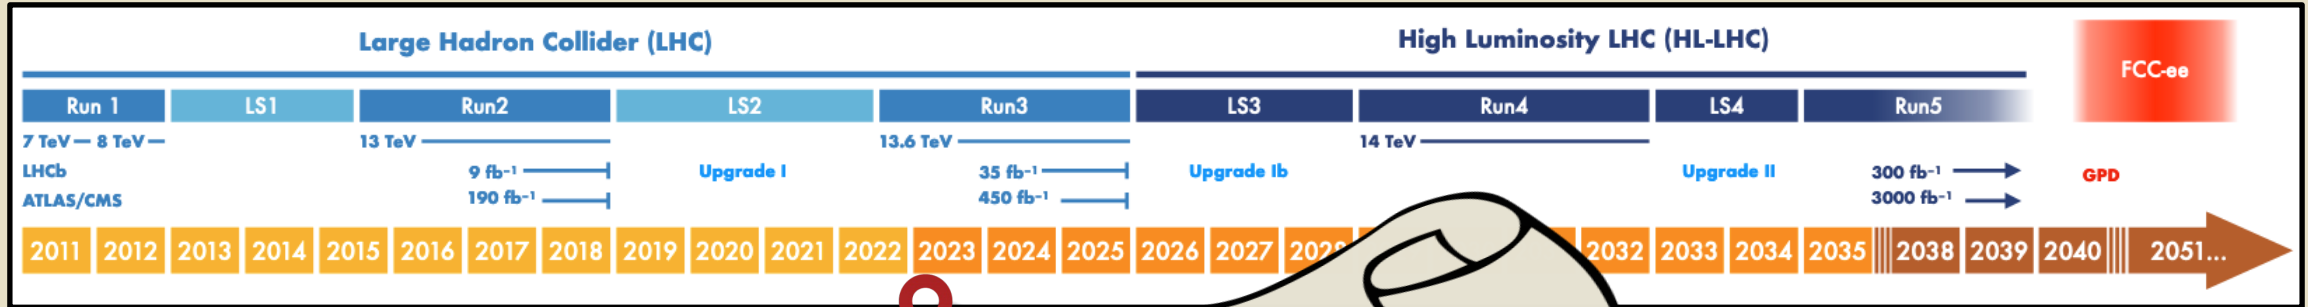 Large Hadron Collider (LHC) High Luminosity LHC (HL-LHC)
FCC-ee
Run 1 LS1 Run2 LS2 Run3 LS3 Run4 LS4 Run5
7 TeV — 8 TeV — 13 TeV 13.6 TeV 14 TeV
LHCb 9 fb⁻¹ Upgrade I 35 fb⁻¹ Upgrade Ib Upgrade II 300 fb⁻¹ GPD
ATLAS/CMS 190 fb⁻¹ 450 fb⁻¹ 3000 fb⁻¹
2011 2012 2013 2014 2015 2016 2017 2018 2019 2020 2021 2022 2023 2024 2025 2026 2027 2028 2032 2033 2034 2035 2038 2039 2040 2051...